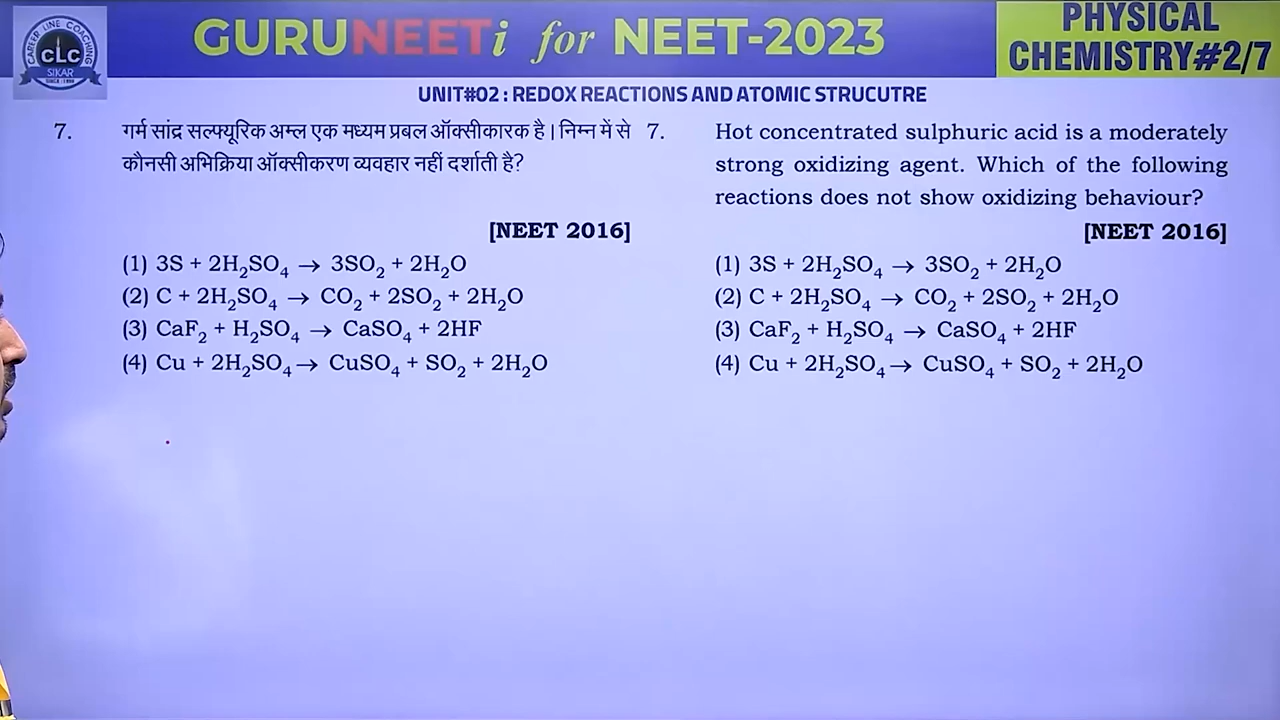 CAREER LINE COACHING
CLC
SIKAR
SINCE : 1996
GURUNEETi for NEET-2023
PHYSICAL
CHEMISTRY#2/7
UNIT#02 : REDOX REACTIONS AND ATOMIC STRUCUTRE
7. गर्म सांद्र सल्फ्यूरिक अम्ल एक मध्यम प्रबल ऑक्सीकारक है। निम्न में से
कौनसी अभिक्रिया ऑक्सीकरण व्यवहार नहीं दर्शाती है?
[NEET 2016]
(1) 3S + 2H₂SO₄ → 3SO₂ + 2H₂O
(2) C + 2H₂SO₄ → CO₂ + 2SO₂ + 2H₂O
(3) CaF₂ + H₂SO₄ → CaSO₄ + 2HF
(4) Cu + 2H₂SO₄→ CuSO₄ + SO₂ + 2H₂O
7. Hot concentrated sulphuric acid is a moderately
strong oxidizing agent. Which of the following
reactions does not show oxidizing behaviour?
[NEET 2016]
(1) 3S + 2H₂SO₄ → 3SO₂ + 2H₂O
(2) C + 2H₂SO₄ → CO₂ + 2SO₂ + 2H₂O
(3) CaF₂ + H₂SO₄ → CaSO₄ + 2HF
(4) Cu + 2H₂SO₄→ CuSO₄ + SO₂ + 2H₂O